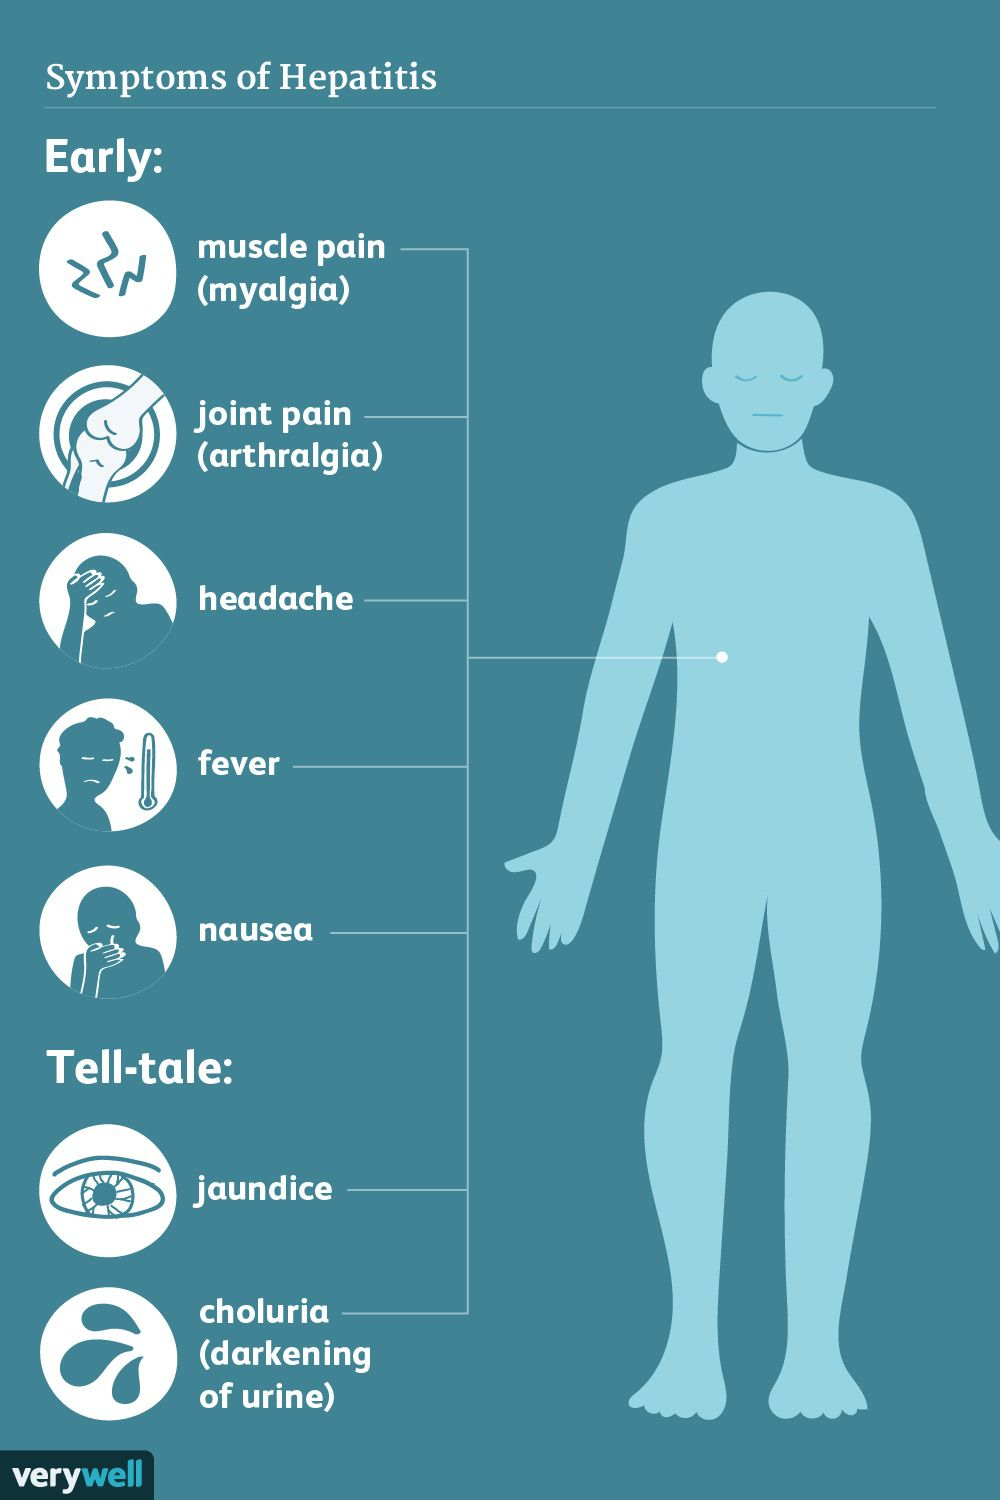 Symptoms of Hepatitis
Early:
muscle pain
(myalgia)
joint pain
(arthralgia)
headache
fever
nausea
Tell-tale:
jaundice
choluria
(darkening
of urine)
verywell